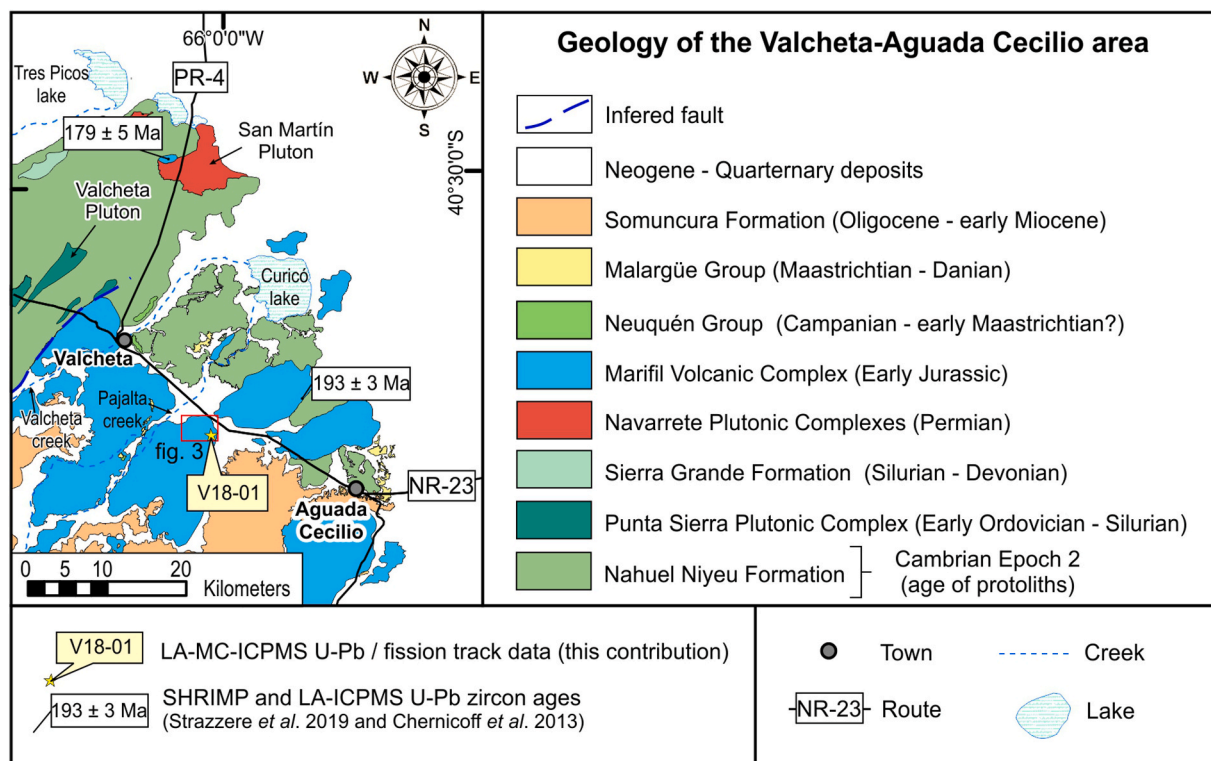 66°0'0"W
Tres Picos
lake
PR-4
N
W
E
S
179 ± 5 Ma
San Martín
Pluton
40°30'0"S
Valcheta
Pluton
Curicó
lake
Valcheta
193 ± 3 Ma
Pajalta
creek
Valcheta
creek
fig. 3
V18-01
NR-23
Aguada
Cecilio
0 5 10 20
Kilometers
Geology of the Valcheta-Aguada Cecilio area
Infered fault
Neogene - Quarternary deposits
Somuncura Formation (Oligocene - early Miocene)
Malargüe Group (Maastrichtian - Danian)
Neuquén Group (Campanian - early Maastrichtian?)
Marifil Volcanic Complex (Early Jurassic)
Navarrete Plutonic Complexes (Permian)
Sierra Grande Formation (Silurian - Devonian)
Punta Sierra Plutonic Complex (Early Ordovician - Silurian)
Nahuel Niyeu Formation
Cambrian Epoch 2
(age of protoliths)
V18-01
LA-MC-ICPMS U-Pb / fission track data (this contribution)
193 ± 3 Ma
SHRIMP and LA-ICPMS U-Pb zircon ages
(Strazzere et al. 2019 and Chernicoff et al. 2013)
Town
Creek
NR-23
Route
Lake